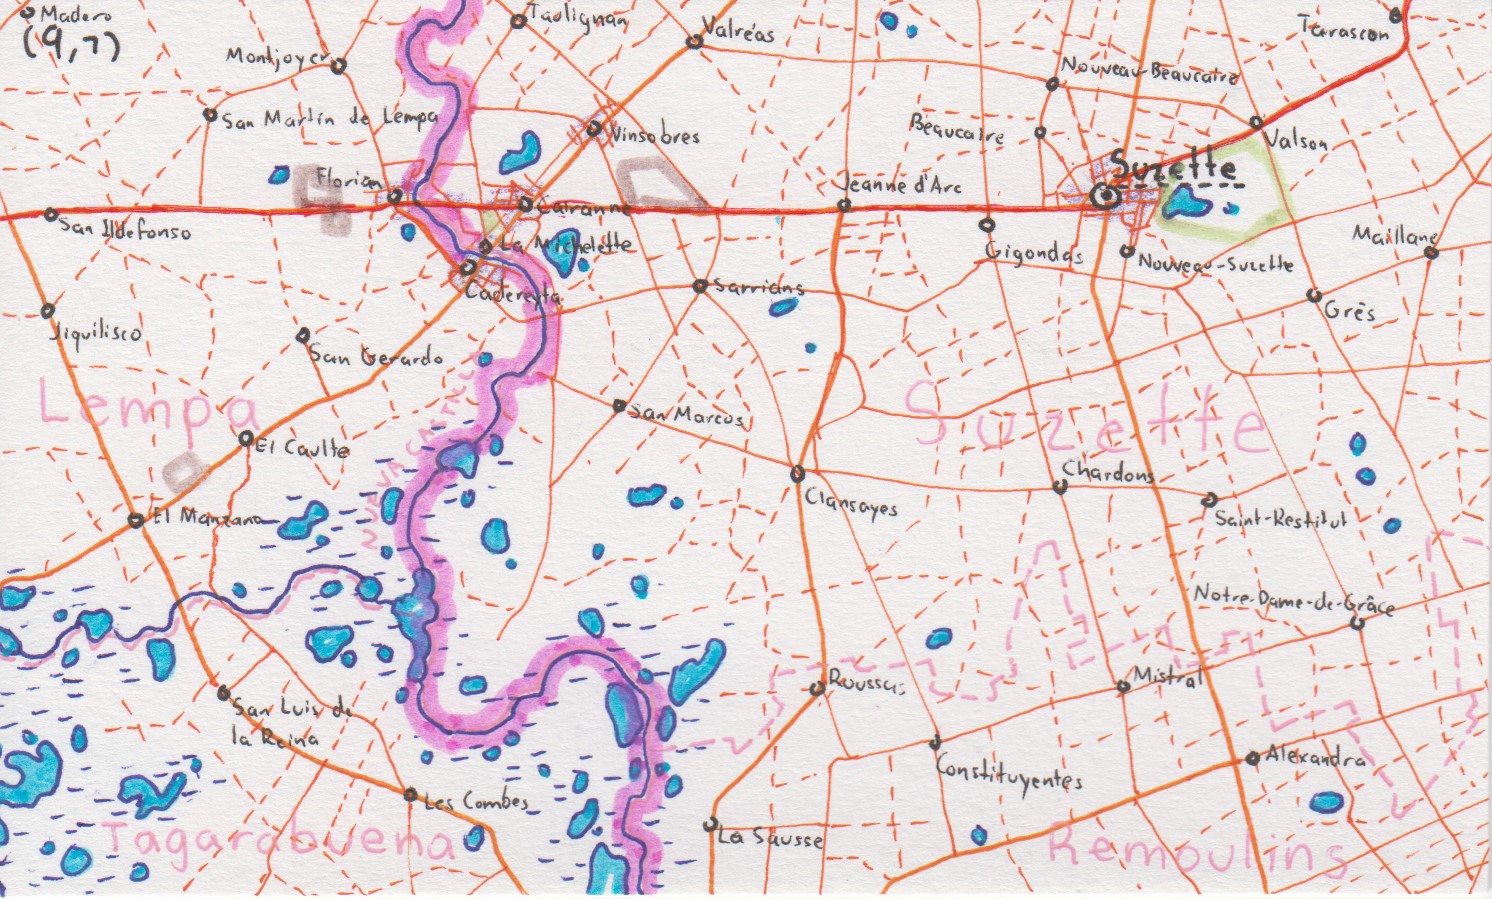 Madero
(9,7)
Taulignan
Valréas
Tarascon
Montjoyer
Nouveau-Beaucaire
San Martín de Lempa
Vinsobres
Beaucaire
Valson
Suzette
Florian
Cairanne
Jeanne d'Arc
San Ildefonso
La Michelette
Gigondas
Nouveau-Suzette
Maillane
Cadereyta
Sarrians
Grès
Jiquilisco
San Gerardo
Lempa
San Marcos
Suzette
El Caulte
Chardons
El Manzano
Clansayes
Saint-Restitut
Notre-Dame-de-Grâce
Roussas
Mistral
San Luis de
la Reina
Constituyentes
Alexandra
Les Combes
La Sausse
Tagarabuena
Remoulins